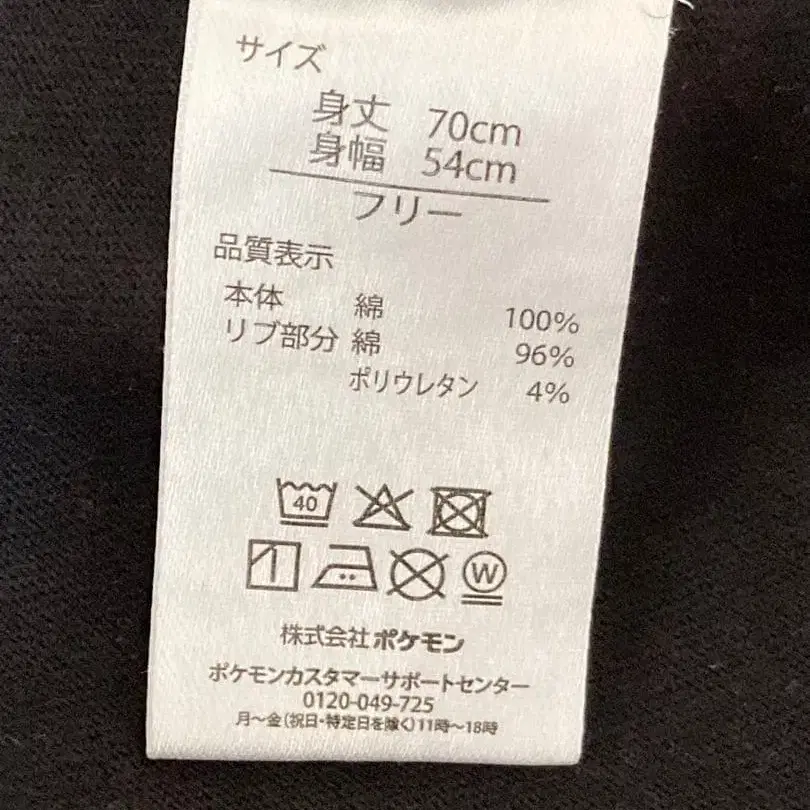 サイズ
身丈 70cm
身幅 54cm
フリー
品質表示
本体 綿 100%
リブ部分 綿 96%
ポリウレタン 4%
40
W
株式会社ポケモン
ポケモンカスタマーサポートセンター
0120-049-725
月～金(祝日・特定日を除く)11時～18時